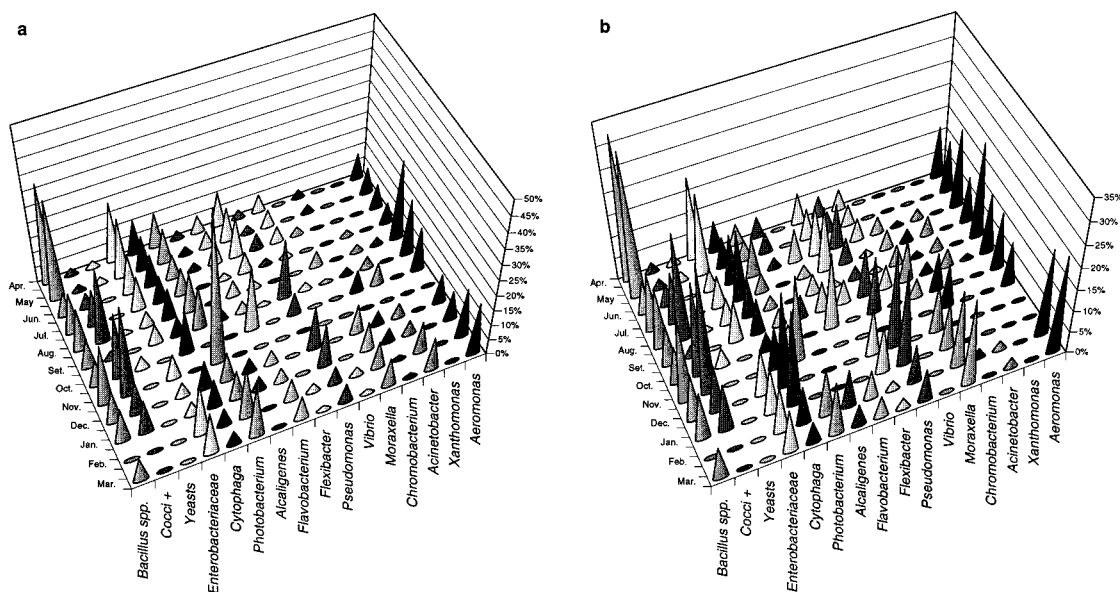 a
50%
45%
40%
35%
30%
25%
20%
15%
10%
5%
0%
Apr.
May
Jun.
Jul.
Aug.
Set.
Oct.
Nov.
Dec.
Jan.
Feb.
Mar.
Bacillus spp.
Cocci +
Yeasts
Enterobacteriaceae
Cytophaga
Photobacterium
Alcaligenes
Flavobacterium
Flexibacter
Pseudomonas
Vibrio
Moraxella
Chromobacterium
Acinetobacter
Xanthomonas
Aeromonas
b
35%
30%
25%
20%
15%
10%
5%
0%
Apr.
May
Jun.
Jul.
Aug.
Set.
Oct.
Nov.
Dec.
Jan.
Feb.
Mar.
Bacillus spp.
Cocci +
Yeasts
Enterobacteriaceae
Cytophaga
Photobacterium
Alcaligenes
Flavobacterium
Flexibacter
Pseudomonas
Vibrio
Moraxella
Chromobacterium
Acinetobacter
Xanthomonas
Aeromonas